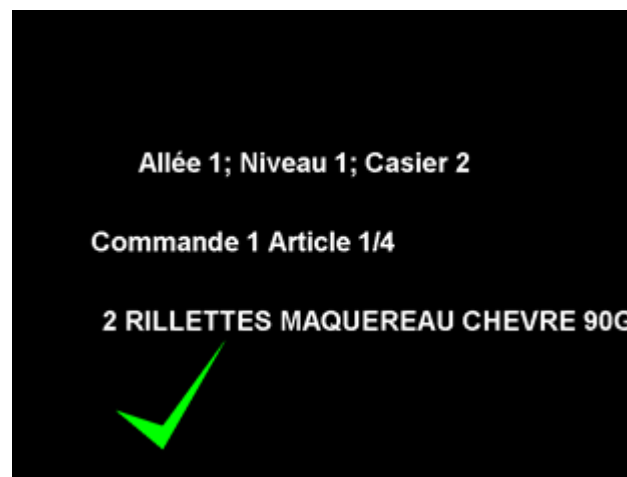 Allée 1; Niveau 1; Casier 2
Commande 1 Article 1/4
2 RILLETTES MAQUEREAU CHEVRE 90G